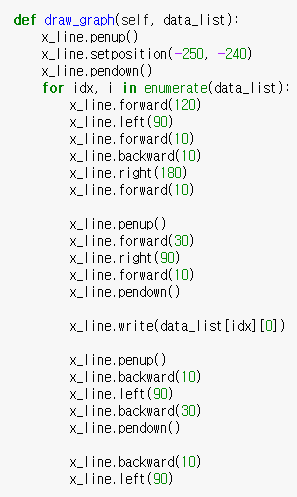 def draw_graph(self, data_list):
    x_line.penup()
    x_line.setposition(-250, -240)
    x_line.pendown()
    for idx, i in enumerate(data_list):
        x_line.forward(120)
        x_line.left(90)
        x_line.forward(10)
        x_line.backward(10)
        x_line.right(180)
        x_line.forward(10)

        x_line.penup()
        x_line.forward(30)
        x_line.right(90)
        x_line.forward(10)
        x_line.pendown()

        x_line.write(data_list[idx][0])

        x_line.penup()
        x_line.backward(10)
        x_line.left(90)
        x_line.backward(30)
        x_line.pendown()

        x_line.backward(10)
        x_line.left(90)